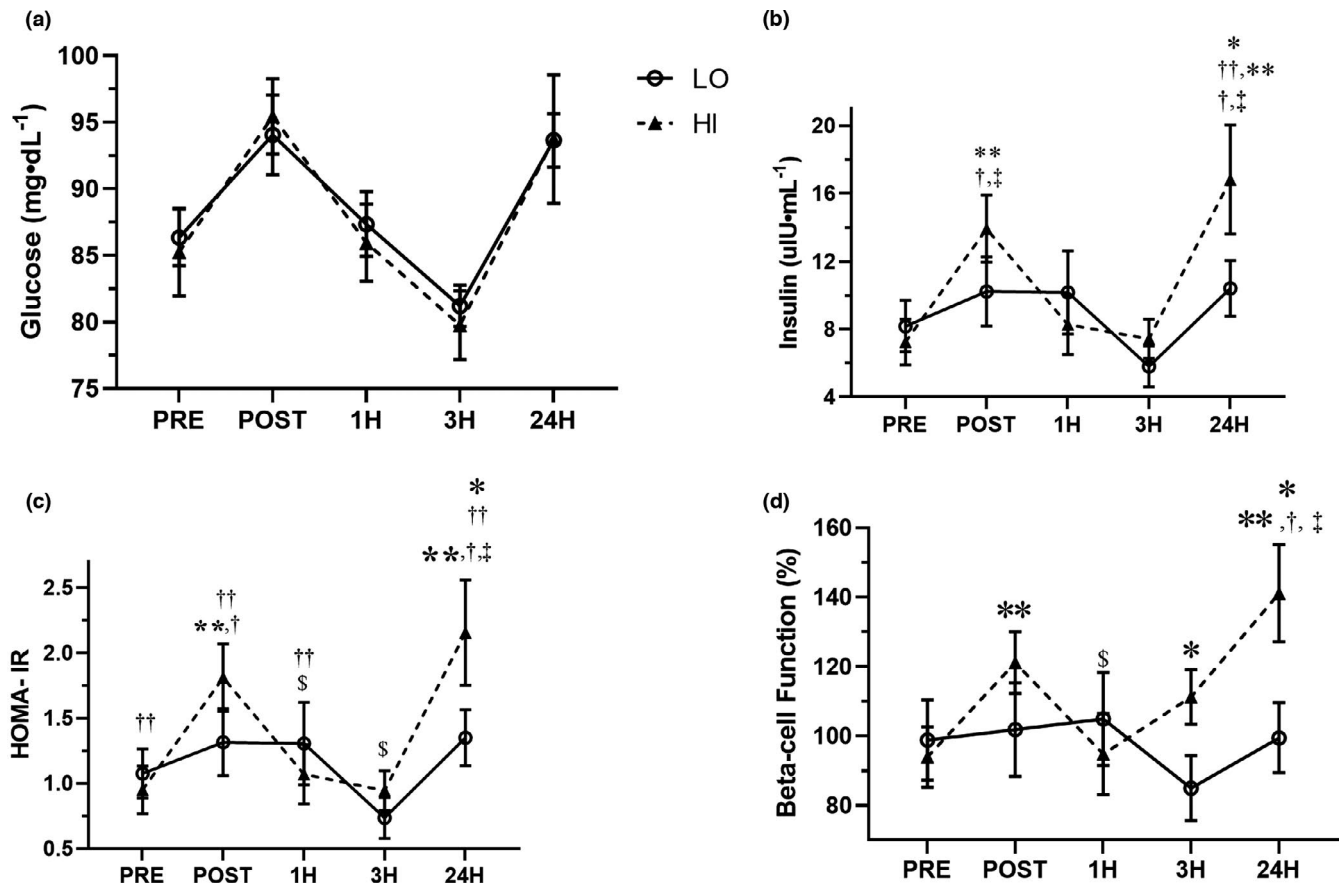 (a)
Glucose (mg•dL⁻¹)
100
95
90
85
80
75
PRE POST 1H 3H 24H
LO
HI
(b)
Insulin (uIU•mL⁻¹)
20
16
12
8
4
**
†,‡
*
††,**
†,‡
PRE POST 1H 3H 24H
(c)
HOMA- IR
2.5
2.0
1.5
1.0
0.5
††
††
**,†
††
$
$
*
††
**,†,‡
PRE POST 1H 3H 24H
(d)
Beta-cell Function (%)
160
140
120
100
80
**
$
*
*
** ,†, ‡
PRE POST 1H 3H 24H